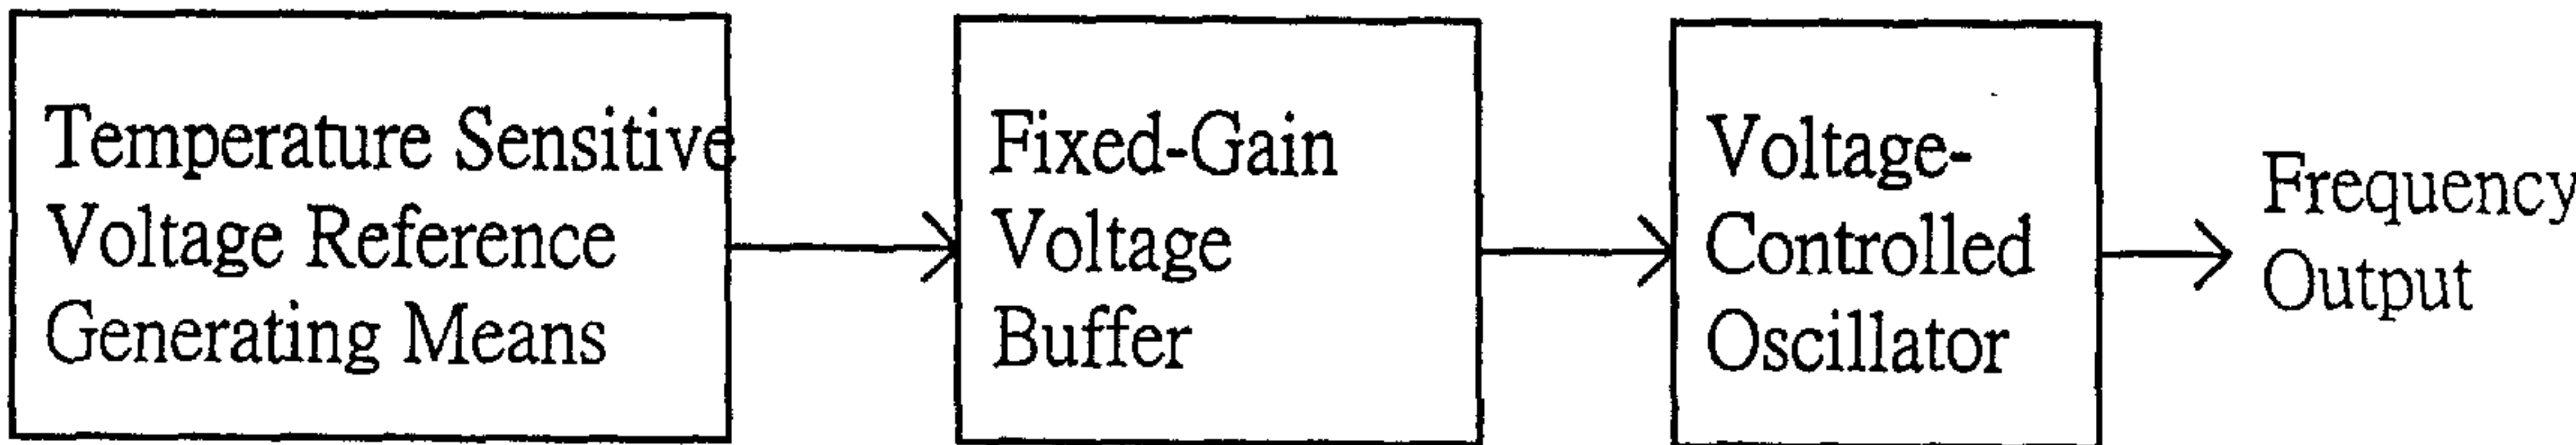 Temperature Sensitive
Voltage Reference
Generating Means
Fixed-Gain
Voltage
Buffer
Voltage-
Controlled
Oscillator
Frequency
Output